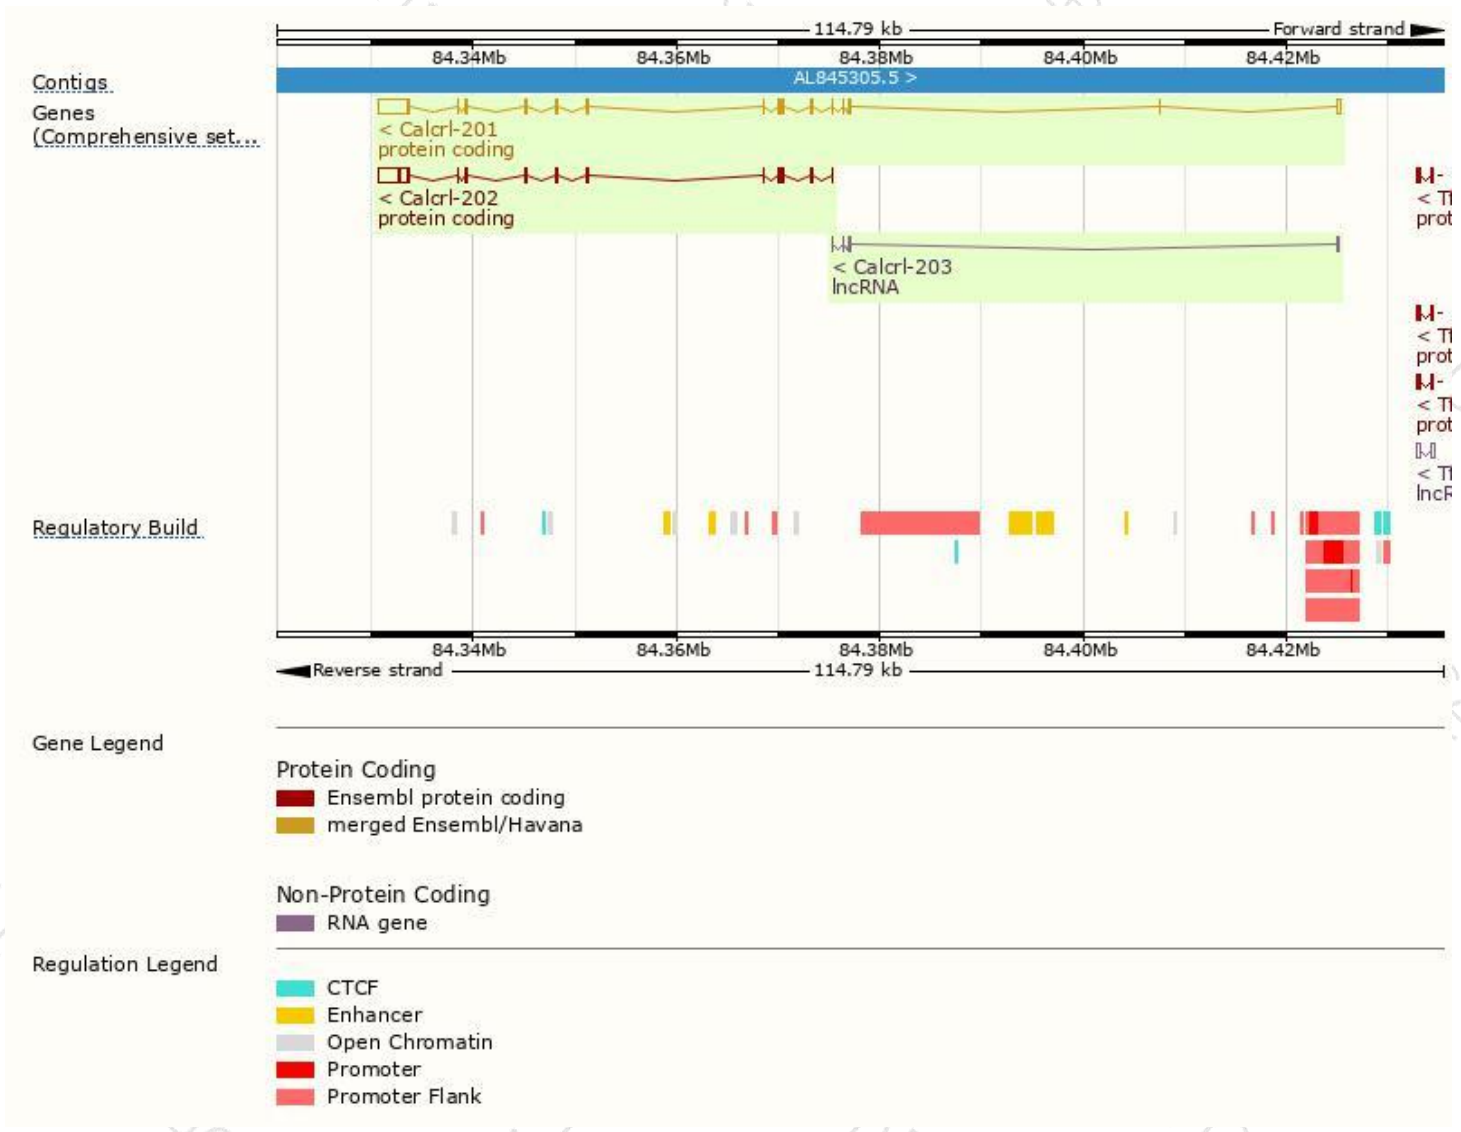 114.79 kb
Forward strand
84.34Mb 84.36Mb 84.38Mb 84.40Mb 84.42Mb
Contigs
AL845305.5 >
Genes
(Comprehensive set...
< Calcrl-201
protein coding
< Calcrl-202
protein coding
prot
< Calcrl-203
lncRNA
prot
prot
Regulatory Build
84.34Mb 84.36Mb 84.38Mb 84.40Mb 84.42Mb
Reverse strand
114.79 kb
Gene Legend
Protein Coding
Ensembl protein coding
merged Ensembl/Havana
Non-Protein Coding
RNA gene
Regulation Legend
CTCF
Enhancer
Open Chromatin
Promoter
Promoter Flank